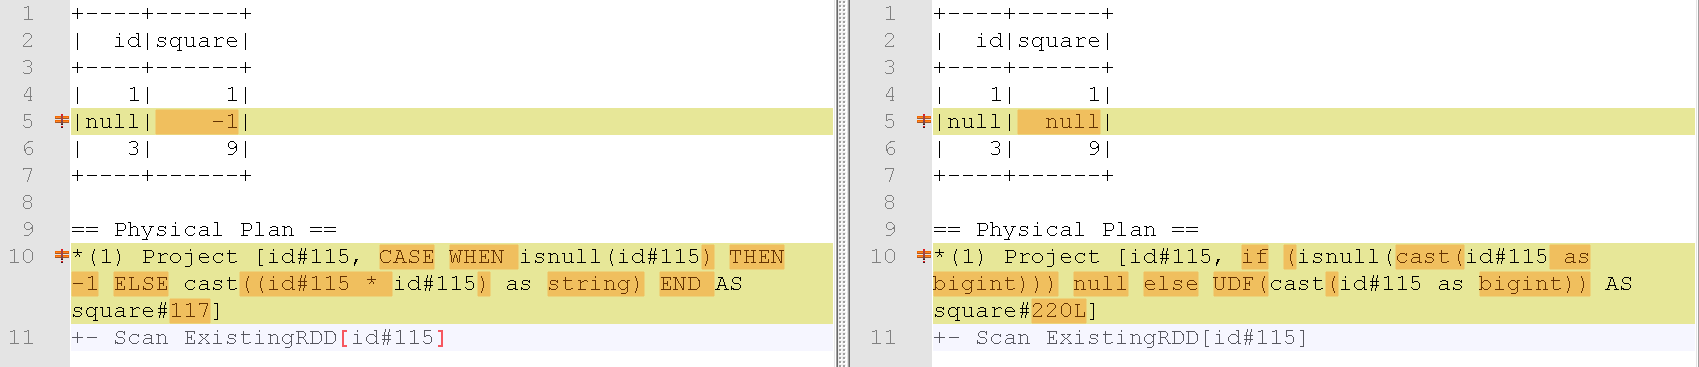 1 +----+------+
2 |  id|square|
3 +----+------+
4 |   1|     1|
5 |null|    -1|
6 |   3|     9|
7 +----+------+
8
9 == Physical Plan ==
10 *(1) Project [id#115, CASE WHEN isnull(id#115) THEN
-1 ELSE cast((id#115 * id#115) as string) END AS
square#117]
11 +- Scan ExistingRDD[id#115]
1 +----+------+
2 |  id|square|
3 +----+------+
4 |   1|     1|
5 |null|  null|
6 |   3|     9|
7 +----+------+
8
9 == Physical Plan ==
10 *(1) Project [id#115, if (isnull(cast(id#115 as
bigint))) null else UDF(cast(id#115 as bigint)) AS
square#220L]
11 +- Scan ExistingRDD[id#115]